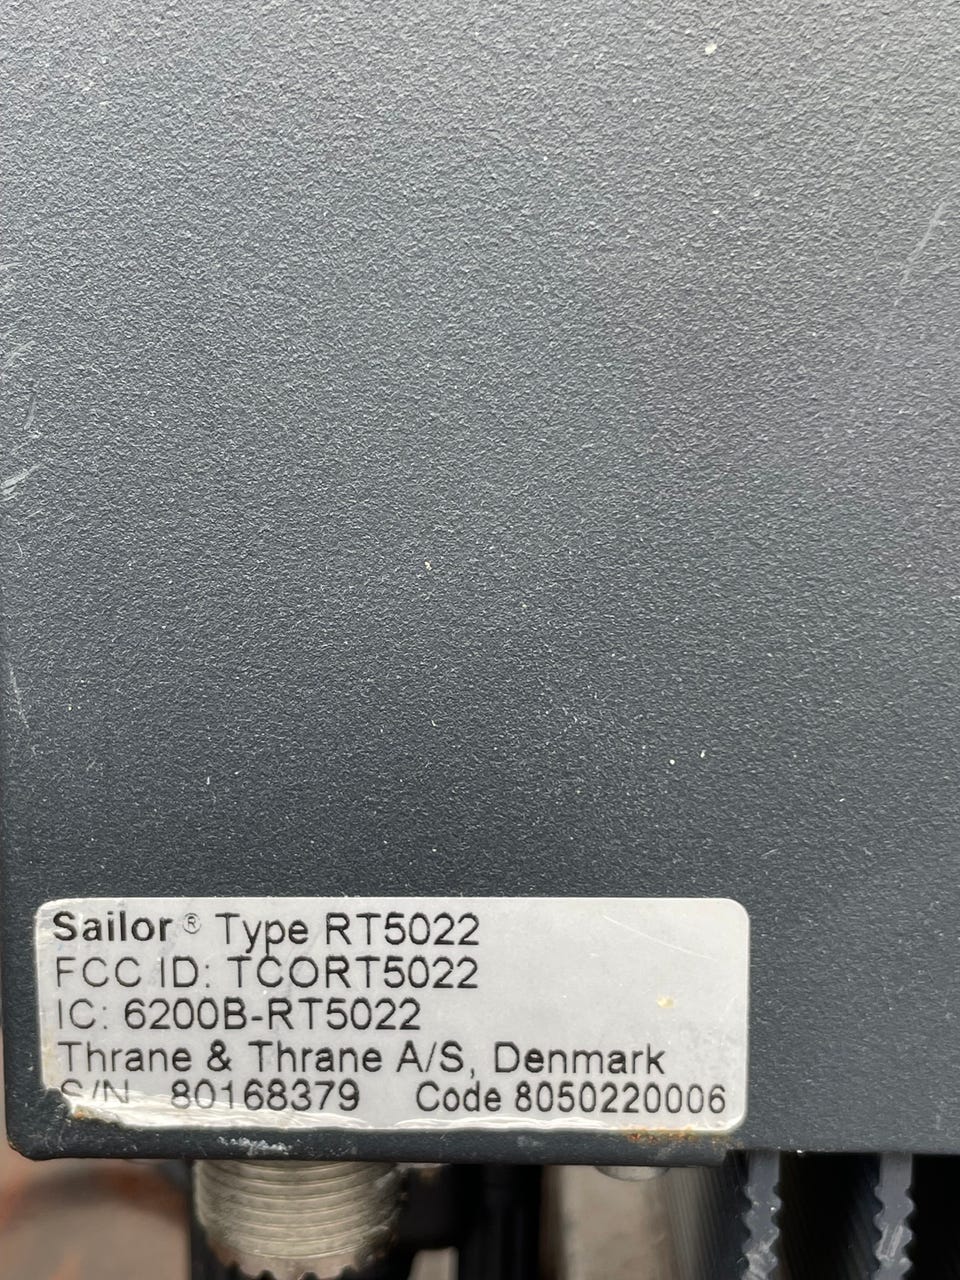 Sailor® Type RT5022
FCC ID: TCORT5022
IC: 6200B-RT5022
Thrane & Thrane A/S, Denmark
S/N 80168379 Code 8050220006